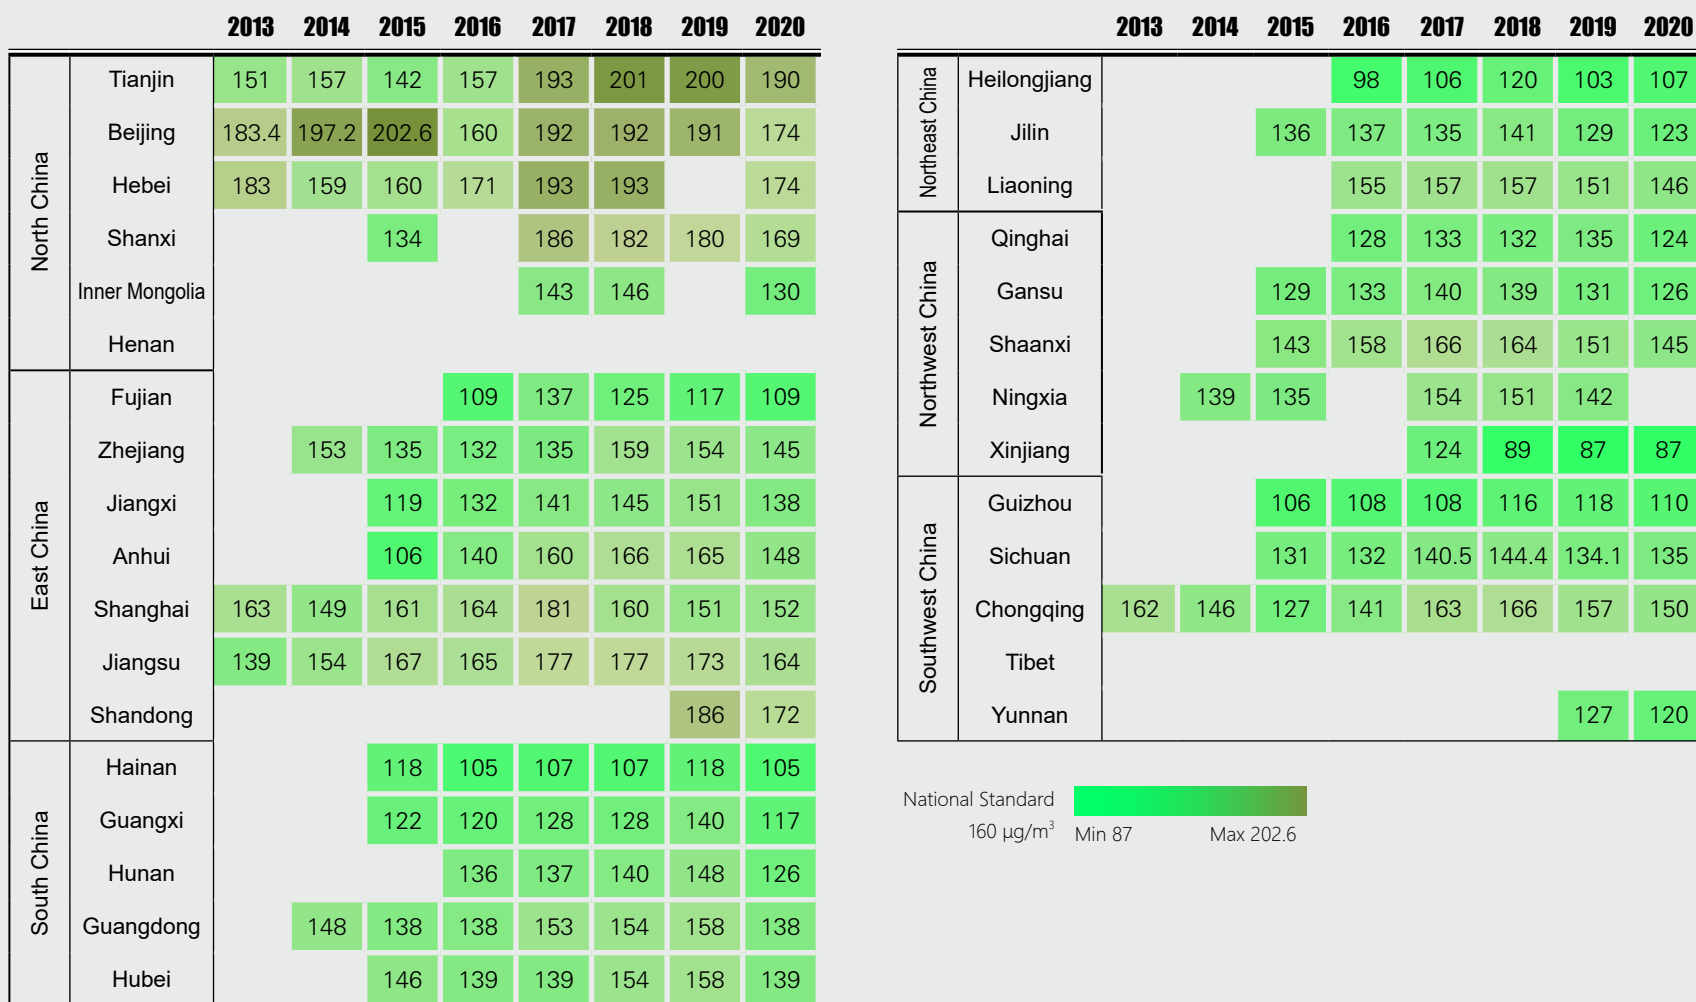 2013 2014 2015 2016 2017 2018 2019 2020
North China
Tianjin 151 157 142 157 193 201 200 190
Beijing 183.4 197.2 202.6 160 192 192 191 174
Hebei 183 159 160 171 193 193 174
Shanxi 134 186 182 180 169
Inner Mongolia 143 146 130
Henan
East China
Fujian 109 137 125 117 109
Zhejiang 153 135 132 135 159 154 145
Jiangxi 119 132 141 145 151 138
Anhui 106 140 160 166 165 148
Shanghai 163 149 161 164 181 160 151 152
Jiangsu 139 154 167 165 177 177 173 164
Shandong 186 172
South China
Hainan 118 105 107 107 118 105
Guangxi 122 120 128 128 140 117
Hunan 136 137 140 148 126
Guangdong 148 138 138 153 154 158 138
Hubei 146 139 139 154 158 139
2013 2014 2015 2016 2017 2018 2019 2020
Northeast China
Heilongjiang 98 106 120 103 107
Jilin 136 137 135 141 129 123
Liaoning 155 157 157 151 146
Northwest China
Qinghai 128 133 132 135 124
Gansu 129 133 140 139 131 126
Shaanxi 143 158 166 164 151 145
Ningxia 139 135 154 151 142
Xinjiang 124 89 87 87
Southwest China
Guizhou 106 108 108 116 118 110
Sichuan 131 132 140.5 144.4 134.1 135
Chongqing 162 146 127 141 163 166 157 150
Tibet
Yunnan 127 120
National Standard
160 µg/m³ Min 87 Max 202.6